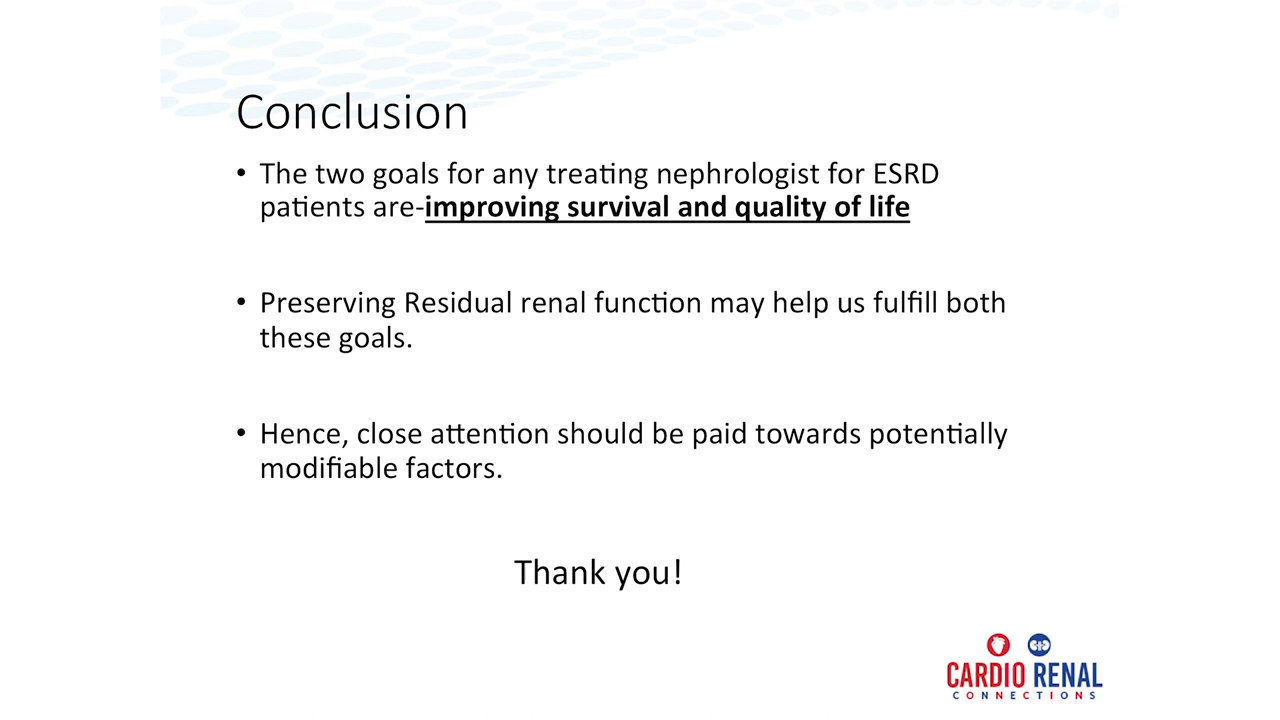 Conclusion
• The two goals for any treating nephrologist for ESRD
patients are-improving survival and quality of life
• Preserving Residual renal function may help us fulfill both
these goals.
• Hence, close attention should be paid towards potentially
modifiable factors.
Thank you!
CARDIO RENAL
CONNECTIONS